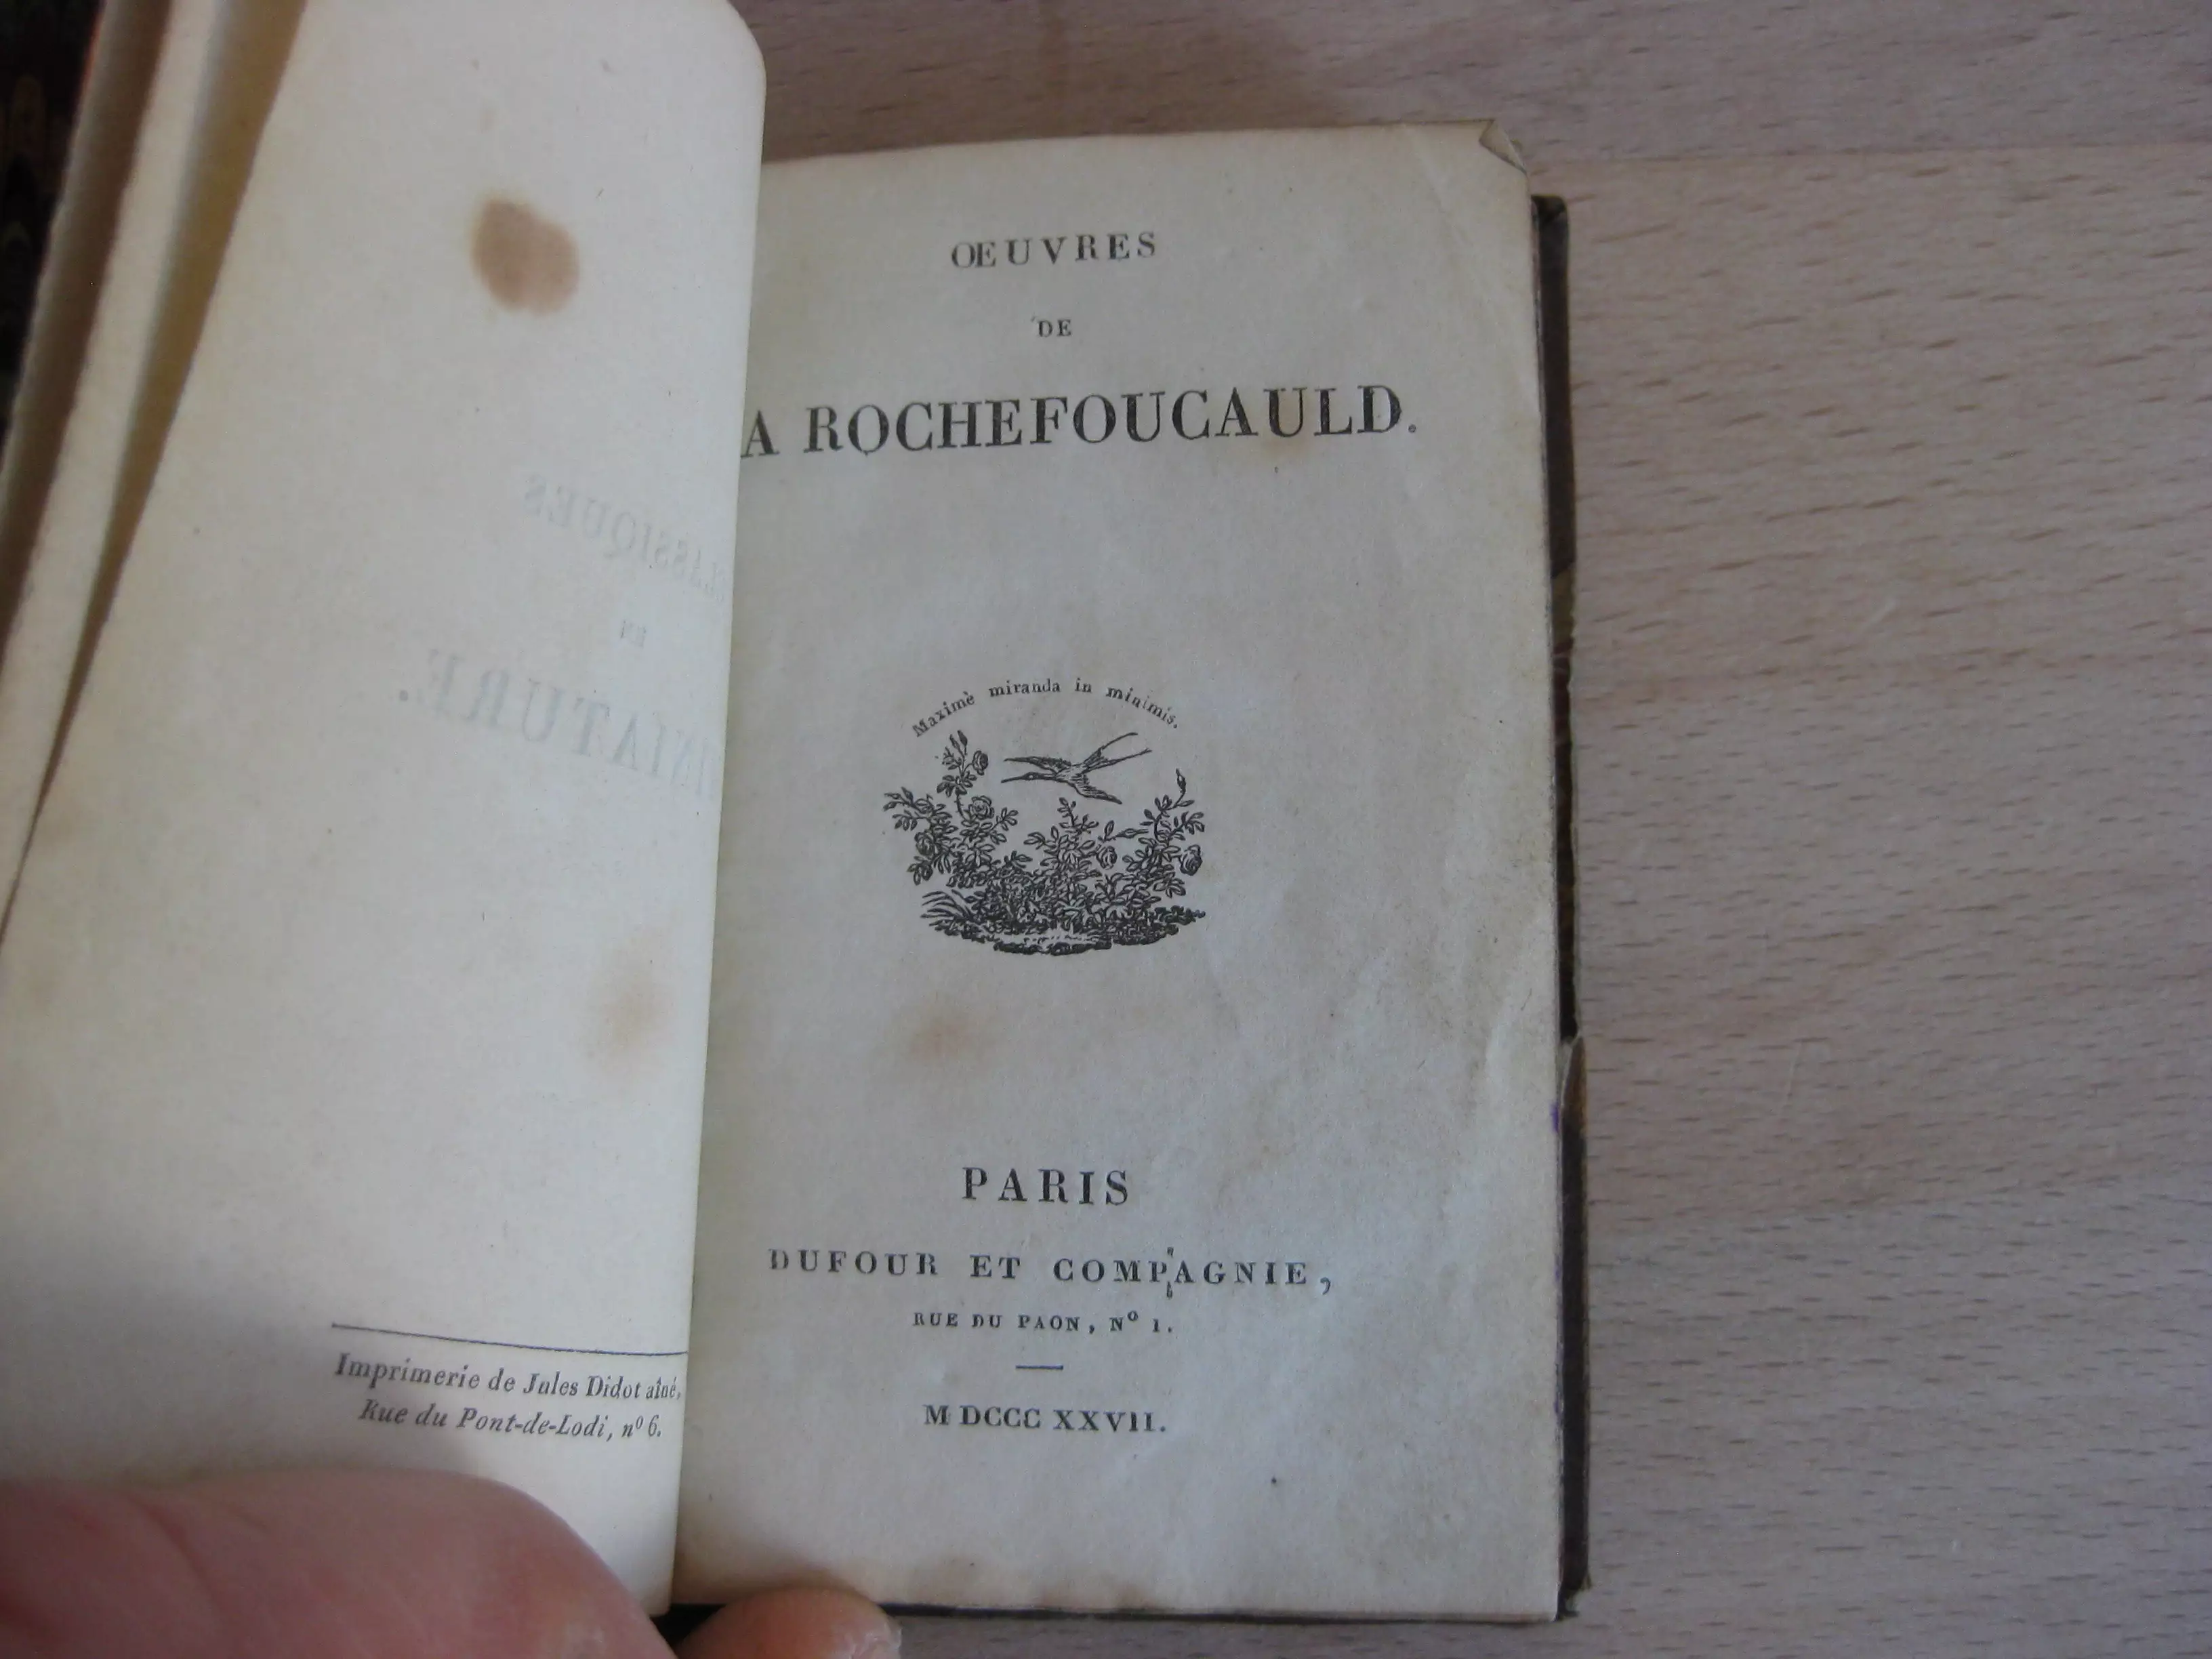 Imprimerie de Jules Didot aîné,
Rue du Pont-de-Lodi, nº 6.
OEUVRES
DE
A ROCHEFOUCAULD.
Maximè miranda in minimis.
PARIS
DUFOUR ET COMPAGNIE,
RUE DU PAON, Nº 1.
M DCCC XXVII.